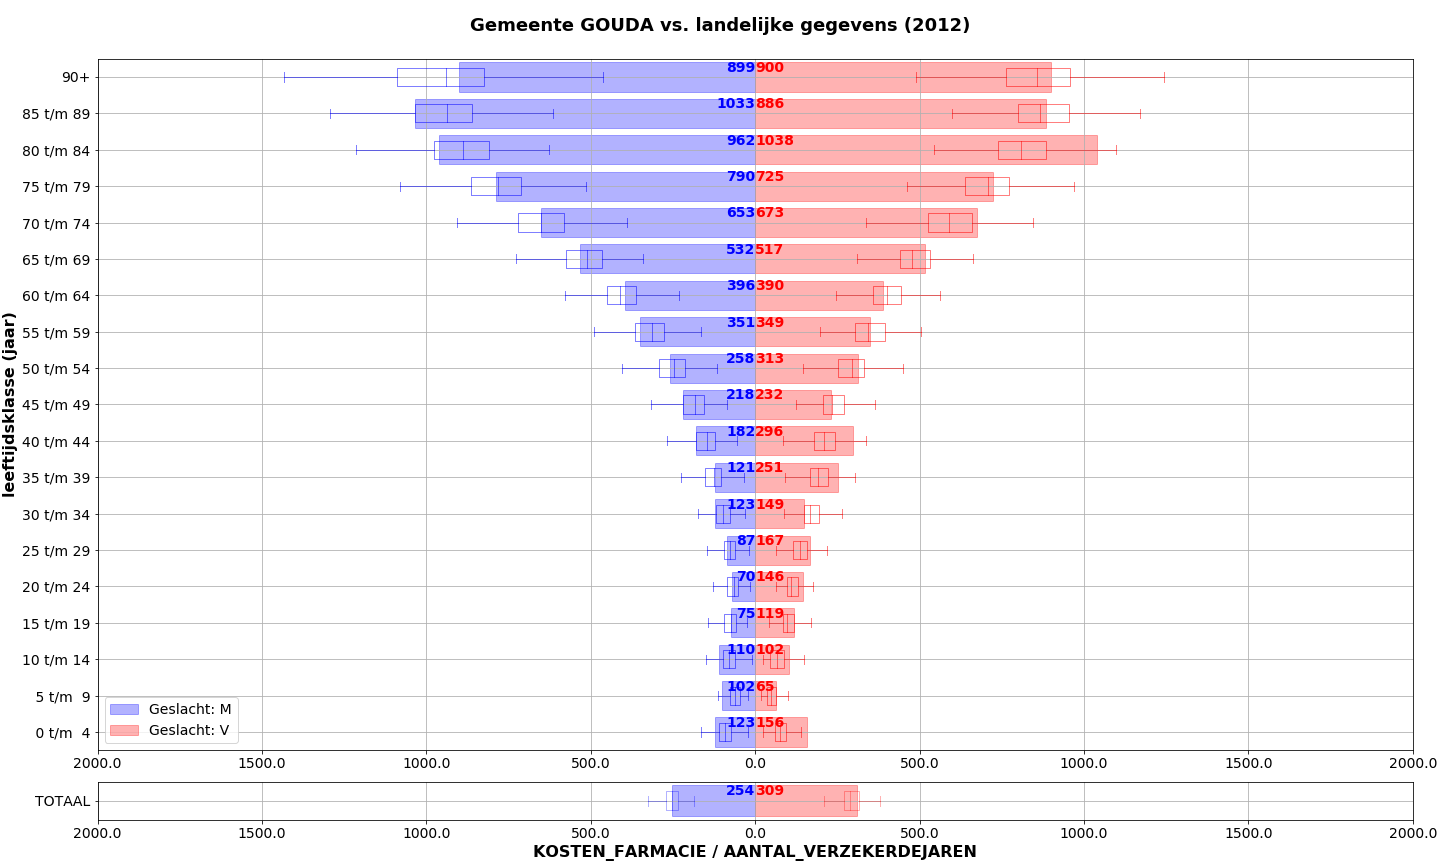 Gemeente GOUDA vs. landelijke gegevens (2012)
leeftijdsklasse (jaar)
90+ 899 900
85 t/m 89 1033 886
80 t/m 84 962 1038
75 t/m 79 790 725
70 t/m 74 653 673
65 t/m 69 532 517
60 t/m 64 396 390
55 t/m 59 351 349
50 t/m 54 258 313
45 t/m 49 218 232
40 t/m 44 182 296
35 t/m 39 121 251
30 t/m 34 123 149
25 t/m 29 87 167
20 t/m 24 70 146
15 t/m 19 75 119
10 t/m 14 110 102
5 t/m 9 102 65
0 t/m 4 123 156
Geslacht: M
Geslacht: V
2000.0 1500.0 1000.0 500.0 0.0 500.0 1000.0 1500.0 2000.0
TOTAAL 254 309
2000.0 1500.0 1000.0 500.0 0.0 500.0 1000.0 1500.0 2000.0
KOSTEN_FARMACIE / AANTAL_VERZEKERDEJAREN